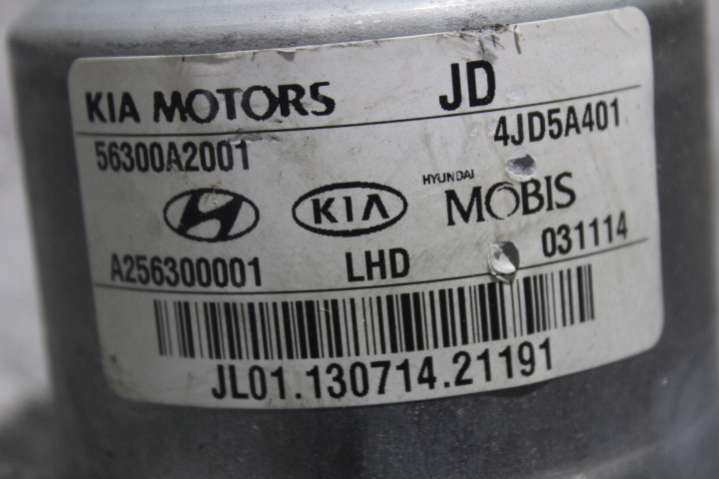 KIA MOTORS JD
56300A2001 4JD5A401
KIA HYUNDAI MOBIS
A256300001 LHD 031114
JL01.130714.21191